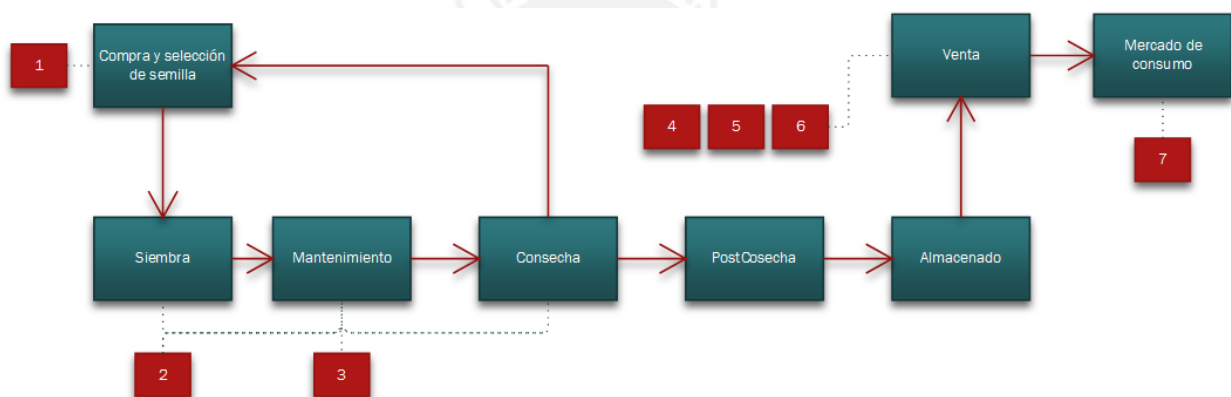 1
Compra y selección
de semilla
Venta
Mercado de
consumo
4
5
6
7
Siembra
Mantenimiento
Consecha
PostCosecha
Almacenado
2
3